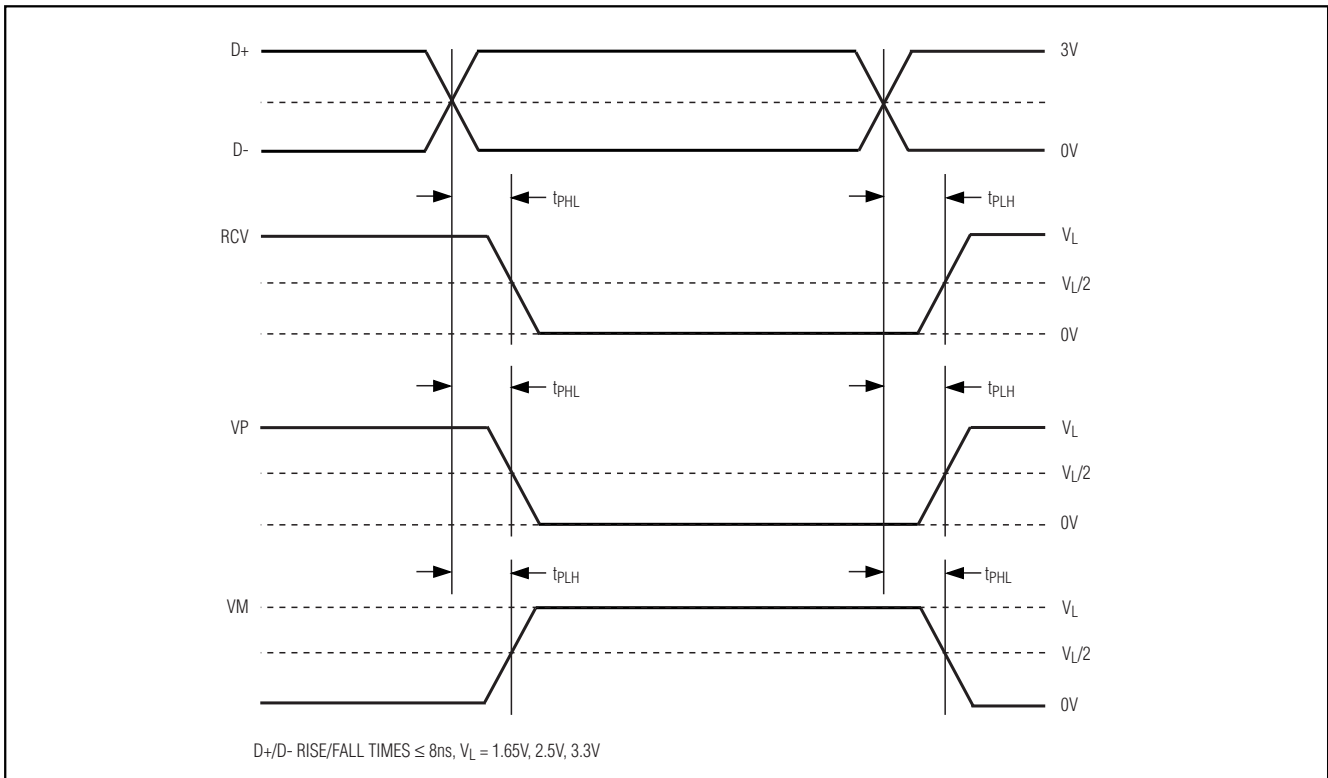 D+
3V
D-
0V
tPHL
tPLH
RCV
VL
VL/2
0V
tPHL
tPLH
VP
VL
VL/2
0V
tPLH
tPHL
VM
VL
VL/2
0V
D+/D- RISE/FALL TIMES ≤ 8ns, VL = 1.65V, 2.5V, 3.3V